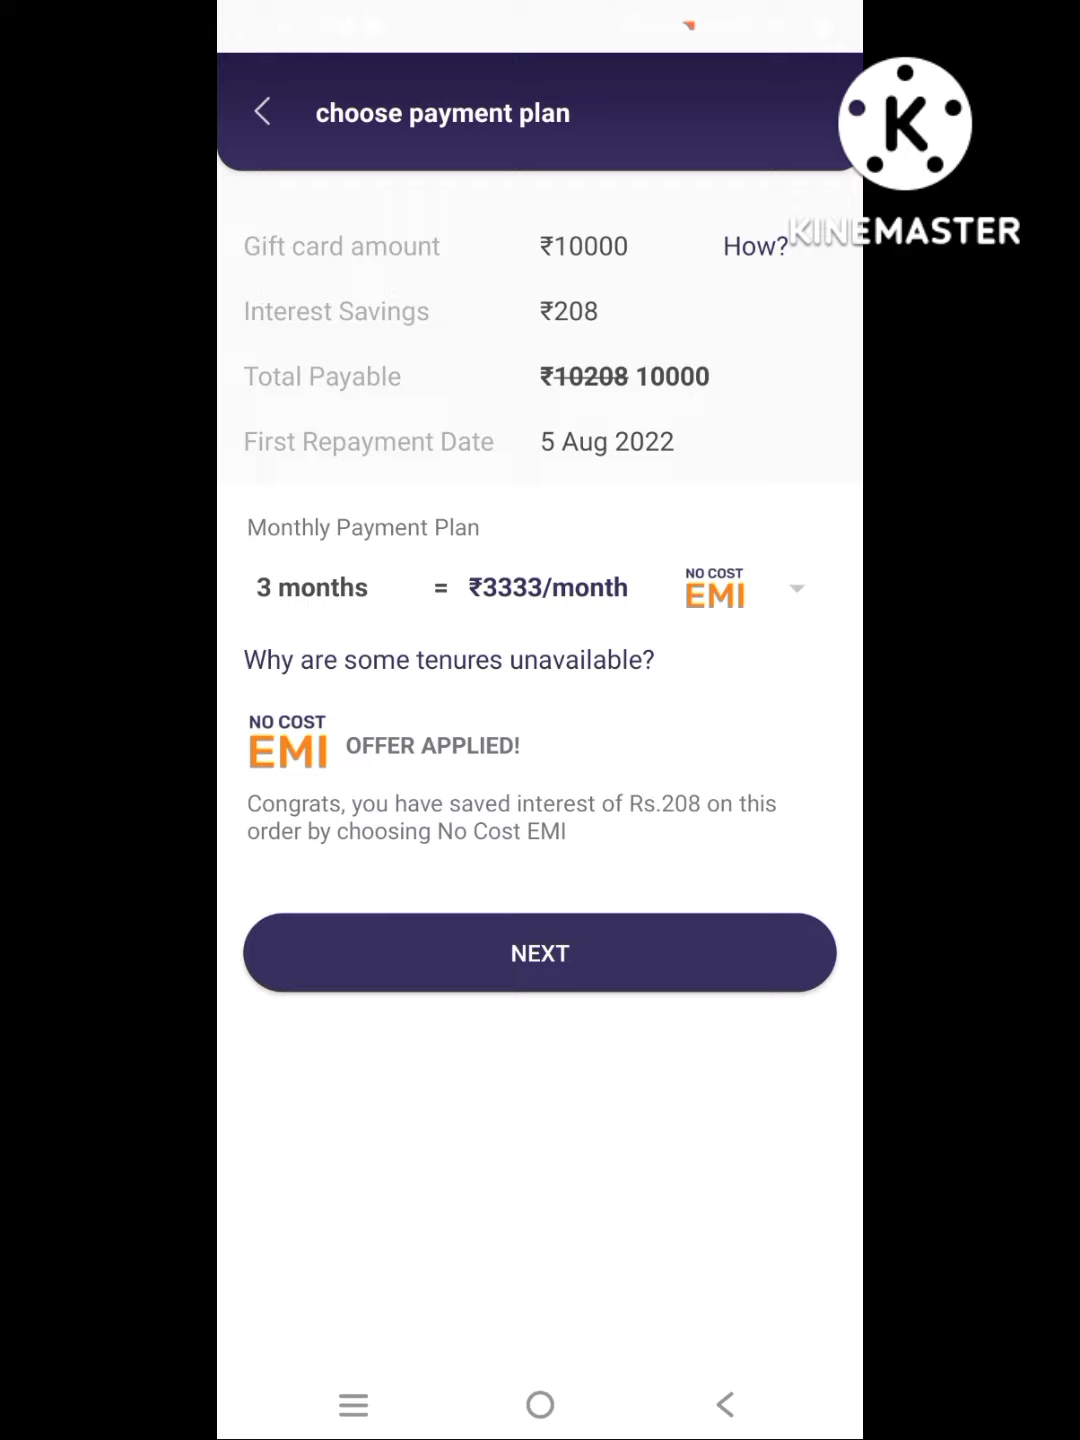 choose payment plan
K
KINEMASTER
Gift card amount ₹10000 How?
Interest Savings ₹208
Total Payable ₹10208 10000
First Repayment Date 5 Aug 2022
Monthly Payment Plan
3 months = ₹3333/month NO COST EMI
Why are some tenures unavailable?
NO COST
EMI OFFER APPLIED!
Congrats, you have saved interest of Rs.208 on this
order by choosing No Cost EMI
NEXT